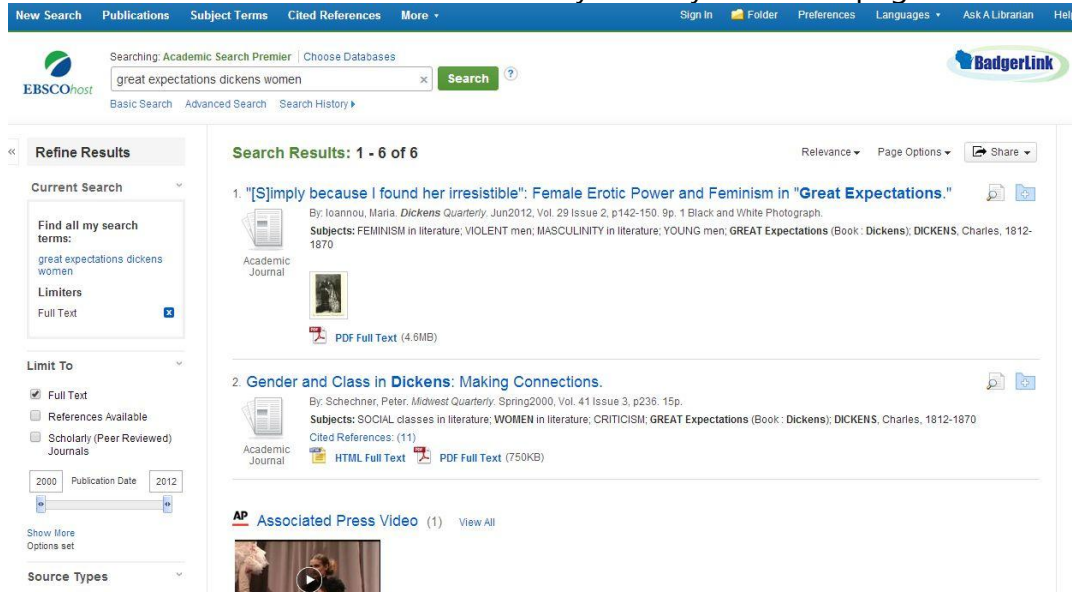 New Search Publications Subject Terms Cited References More Sign In Folder Preferences Languages Ask A Librarian
Searching: Academic Search Premier Choose Databases
great expectations dickens women × Search ?
EBSCOhost
BadgerLink
Basic Search Advanced Search Search History
« Refine Results
Search Results: 1 - 6 of 6
Relevance Page Options Share
Current Search
Find all my search
terms:
great expectations dickens
women
Limiters
Full Text x
Limit To
Full Text
References Available
Scholarly (Peer Reviewed)
Journals
2000 Publication Date 2012
Show More
Options set
Source Types
1. "[S]imply because I found her irresistible": Female Erotic Power and Feminism in "Great Expectations."
By: Ioannou, Maria. Dickens Quarterly. Jun2012, Vol. 29 Issue 2, p142-150. 9p. 1 Black and White Photograph.
Subjects: FEMINISM in literature; VIOLENT men; MASCULINITY in literature; YOUNG men; GREAT Expectations (Book : Dickens); DICKENS, Charles, 1812-
1870
Academic
Journal
PDF Full Text (4.6MB)
2. Gender and Class in Dickens: Making Connections.
By: Schechner, Peter. Midwest Quarterly. Spring2000, Vol. 41 Issue 3, p236. 15p.
Subjects: SOCIAL classes in literature; WOMEN in literature; CRITICISM; GREAT Expectations (Book : Dickens); DICKENS, Charles, 1812-1870
Cited References: (11)
Academic
Journal
HTML Full Text PDF Full Text (750KB)
AP Associated Press Video (1) View All